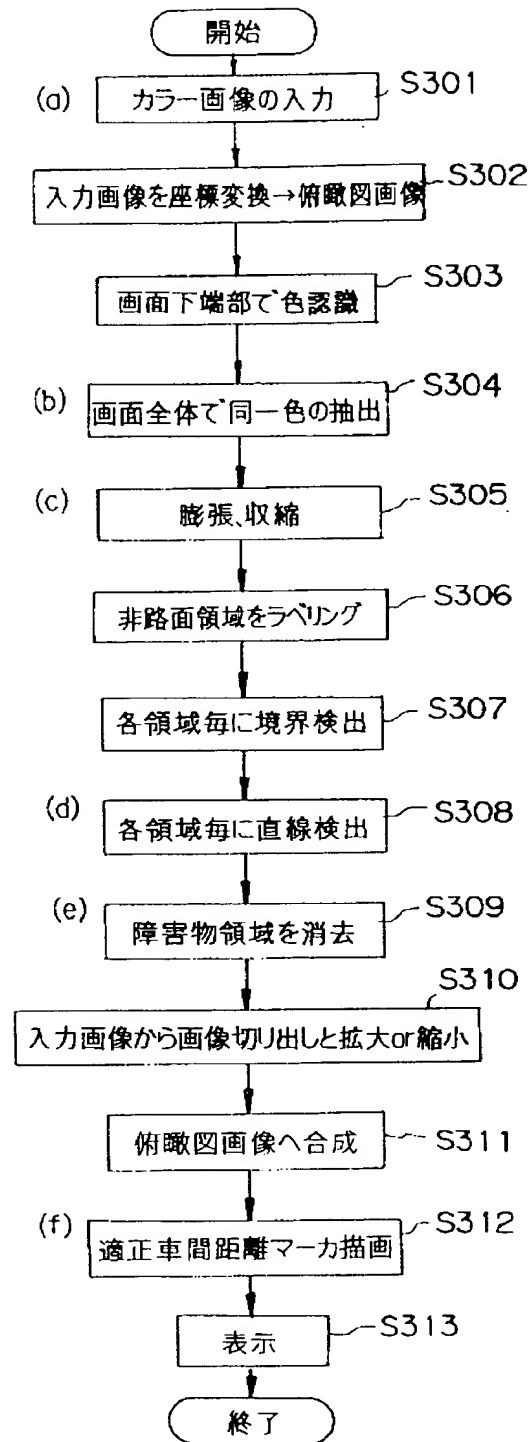 開始
(a) カラー画像の入力 S301
入力画像を座標変換→俯瞰図画像 S302
画面下端部で色認識 S303
(b) 画面全体で同一色の抽出 S304
(c) 膨張、収縮 S305
非路面領域をラベリング S306
各領域毎に境界検出 S307
(d) 各領域毎に直線検出 S308
(e) 障害物領域を消去 S309
S310
入力画像から画像切り出しと拡大or縮小
俯瞰図画像へ合成 S311
(f) 適正車間距離マーカ描画 S312
表示 S313
終了